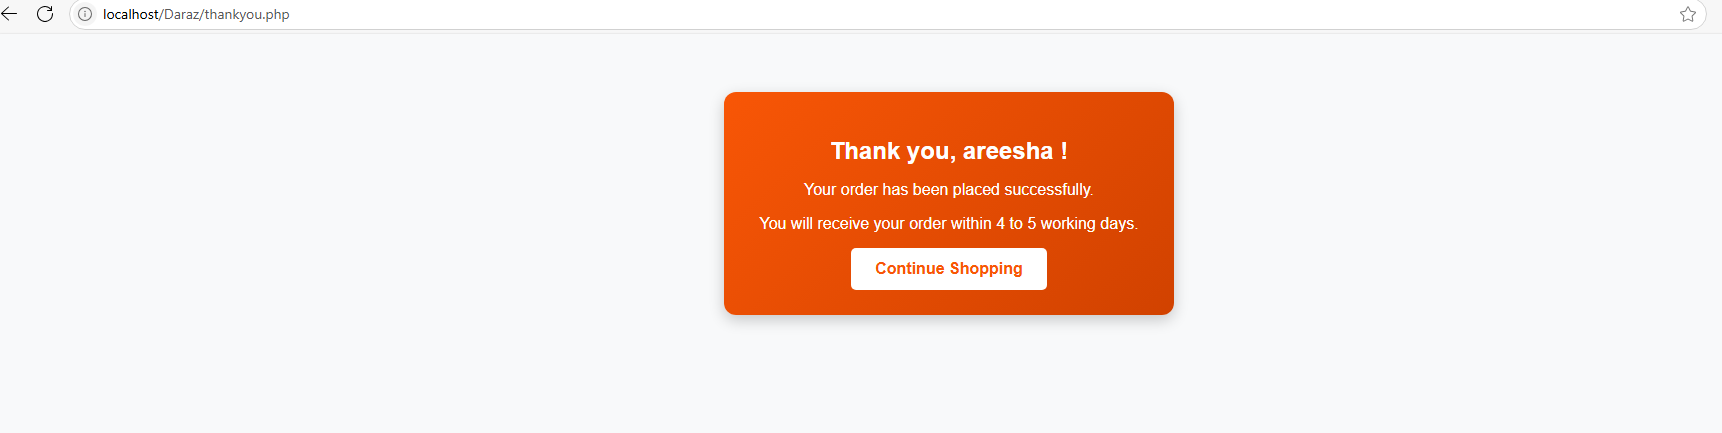 localhost/Daraz/thankyou.php
Thank you, areesha !
Your order has been placed successfully.
You will receive your order within 4 to 5 working days.
Continue Shopping